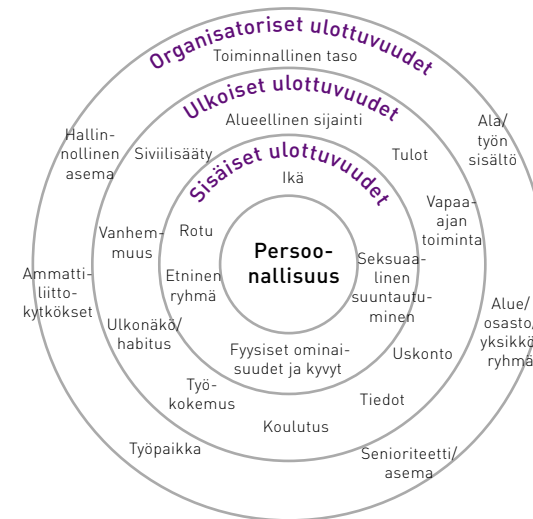 Organisatoriset ulottuvuudet
Toiminnallinen taso
Ulkoiset ulottuvuudet
Alueellinen sijainti
Ala/
työn
sisältö
Hallin-
nollinen
asema
Siviilisääty
Sisäiset ulottuvuudet
Tulot
Ikä
Vapaa-
ajan
toiminta
Vanhem-
muus
Rotu
Persoo-
nallisuus
Seksuaa-
linen
suuntautu-
minen
Etninen
ryhmä
Ammatti-
liitto-
kytkökset
Alue/
osasto/
yksikkö/
ryhmä
Ulkonäkö/
habitus
Fyysiset ominai-
suudet ja kyvyt
Uskonto
Työ-
kokemus
Tiedot
Koulutus
Työpaikka
Senioriteetti/
asema